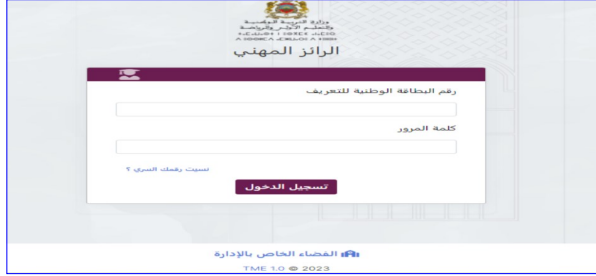 وزارة التربية الوطنية
والتعليم الأولي والرياضة
الرائز المهني
رقم البطاقة الوطنية للتعريف
كلمة المرور
نسيت رقمك السري ؟
تسجيل الدخول
الفضاء الخاص بالإدارة
TME 1.0 © 2023